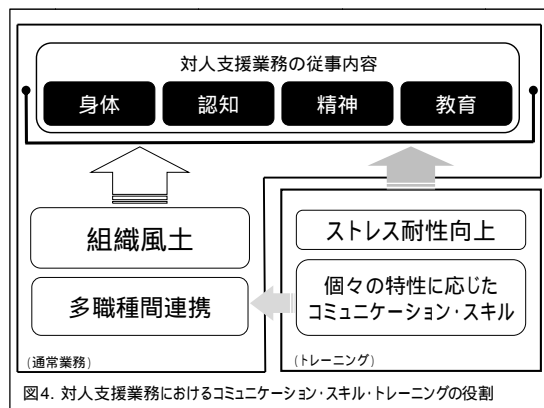 対人支援業務の従事内容
身体 認知 精神 教育
組織風土
ストレス耐性向上
多職種間連携
個々の特性に応じた
コミュニケーション・スキル
(通常業務)
(トレーニング)
図4. 対人支援業務におけるコミュニケーション・スキル・トレーニングの役割